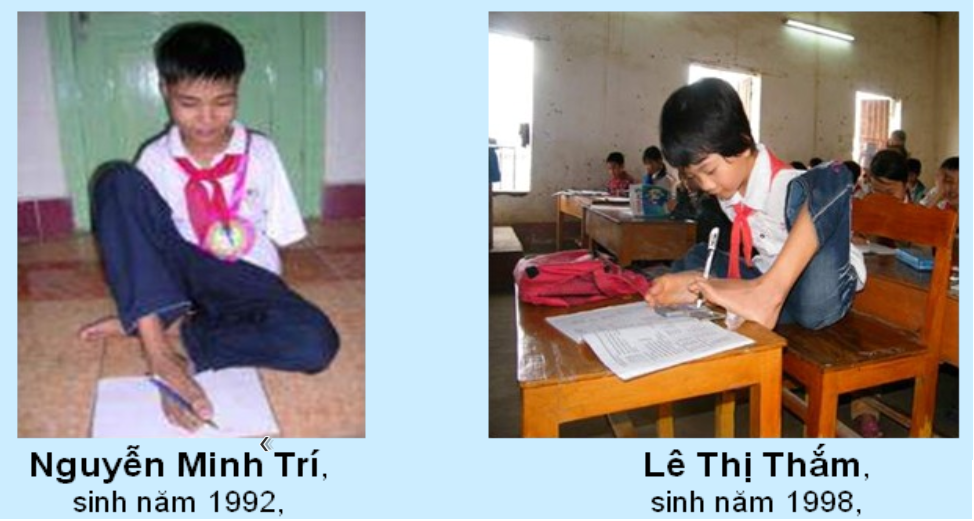 Nguyễn Minh Trí,
sinh năm 1992,
Lê Thị Thắm,
sinh năm 1998,